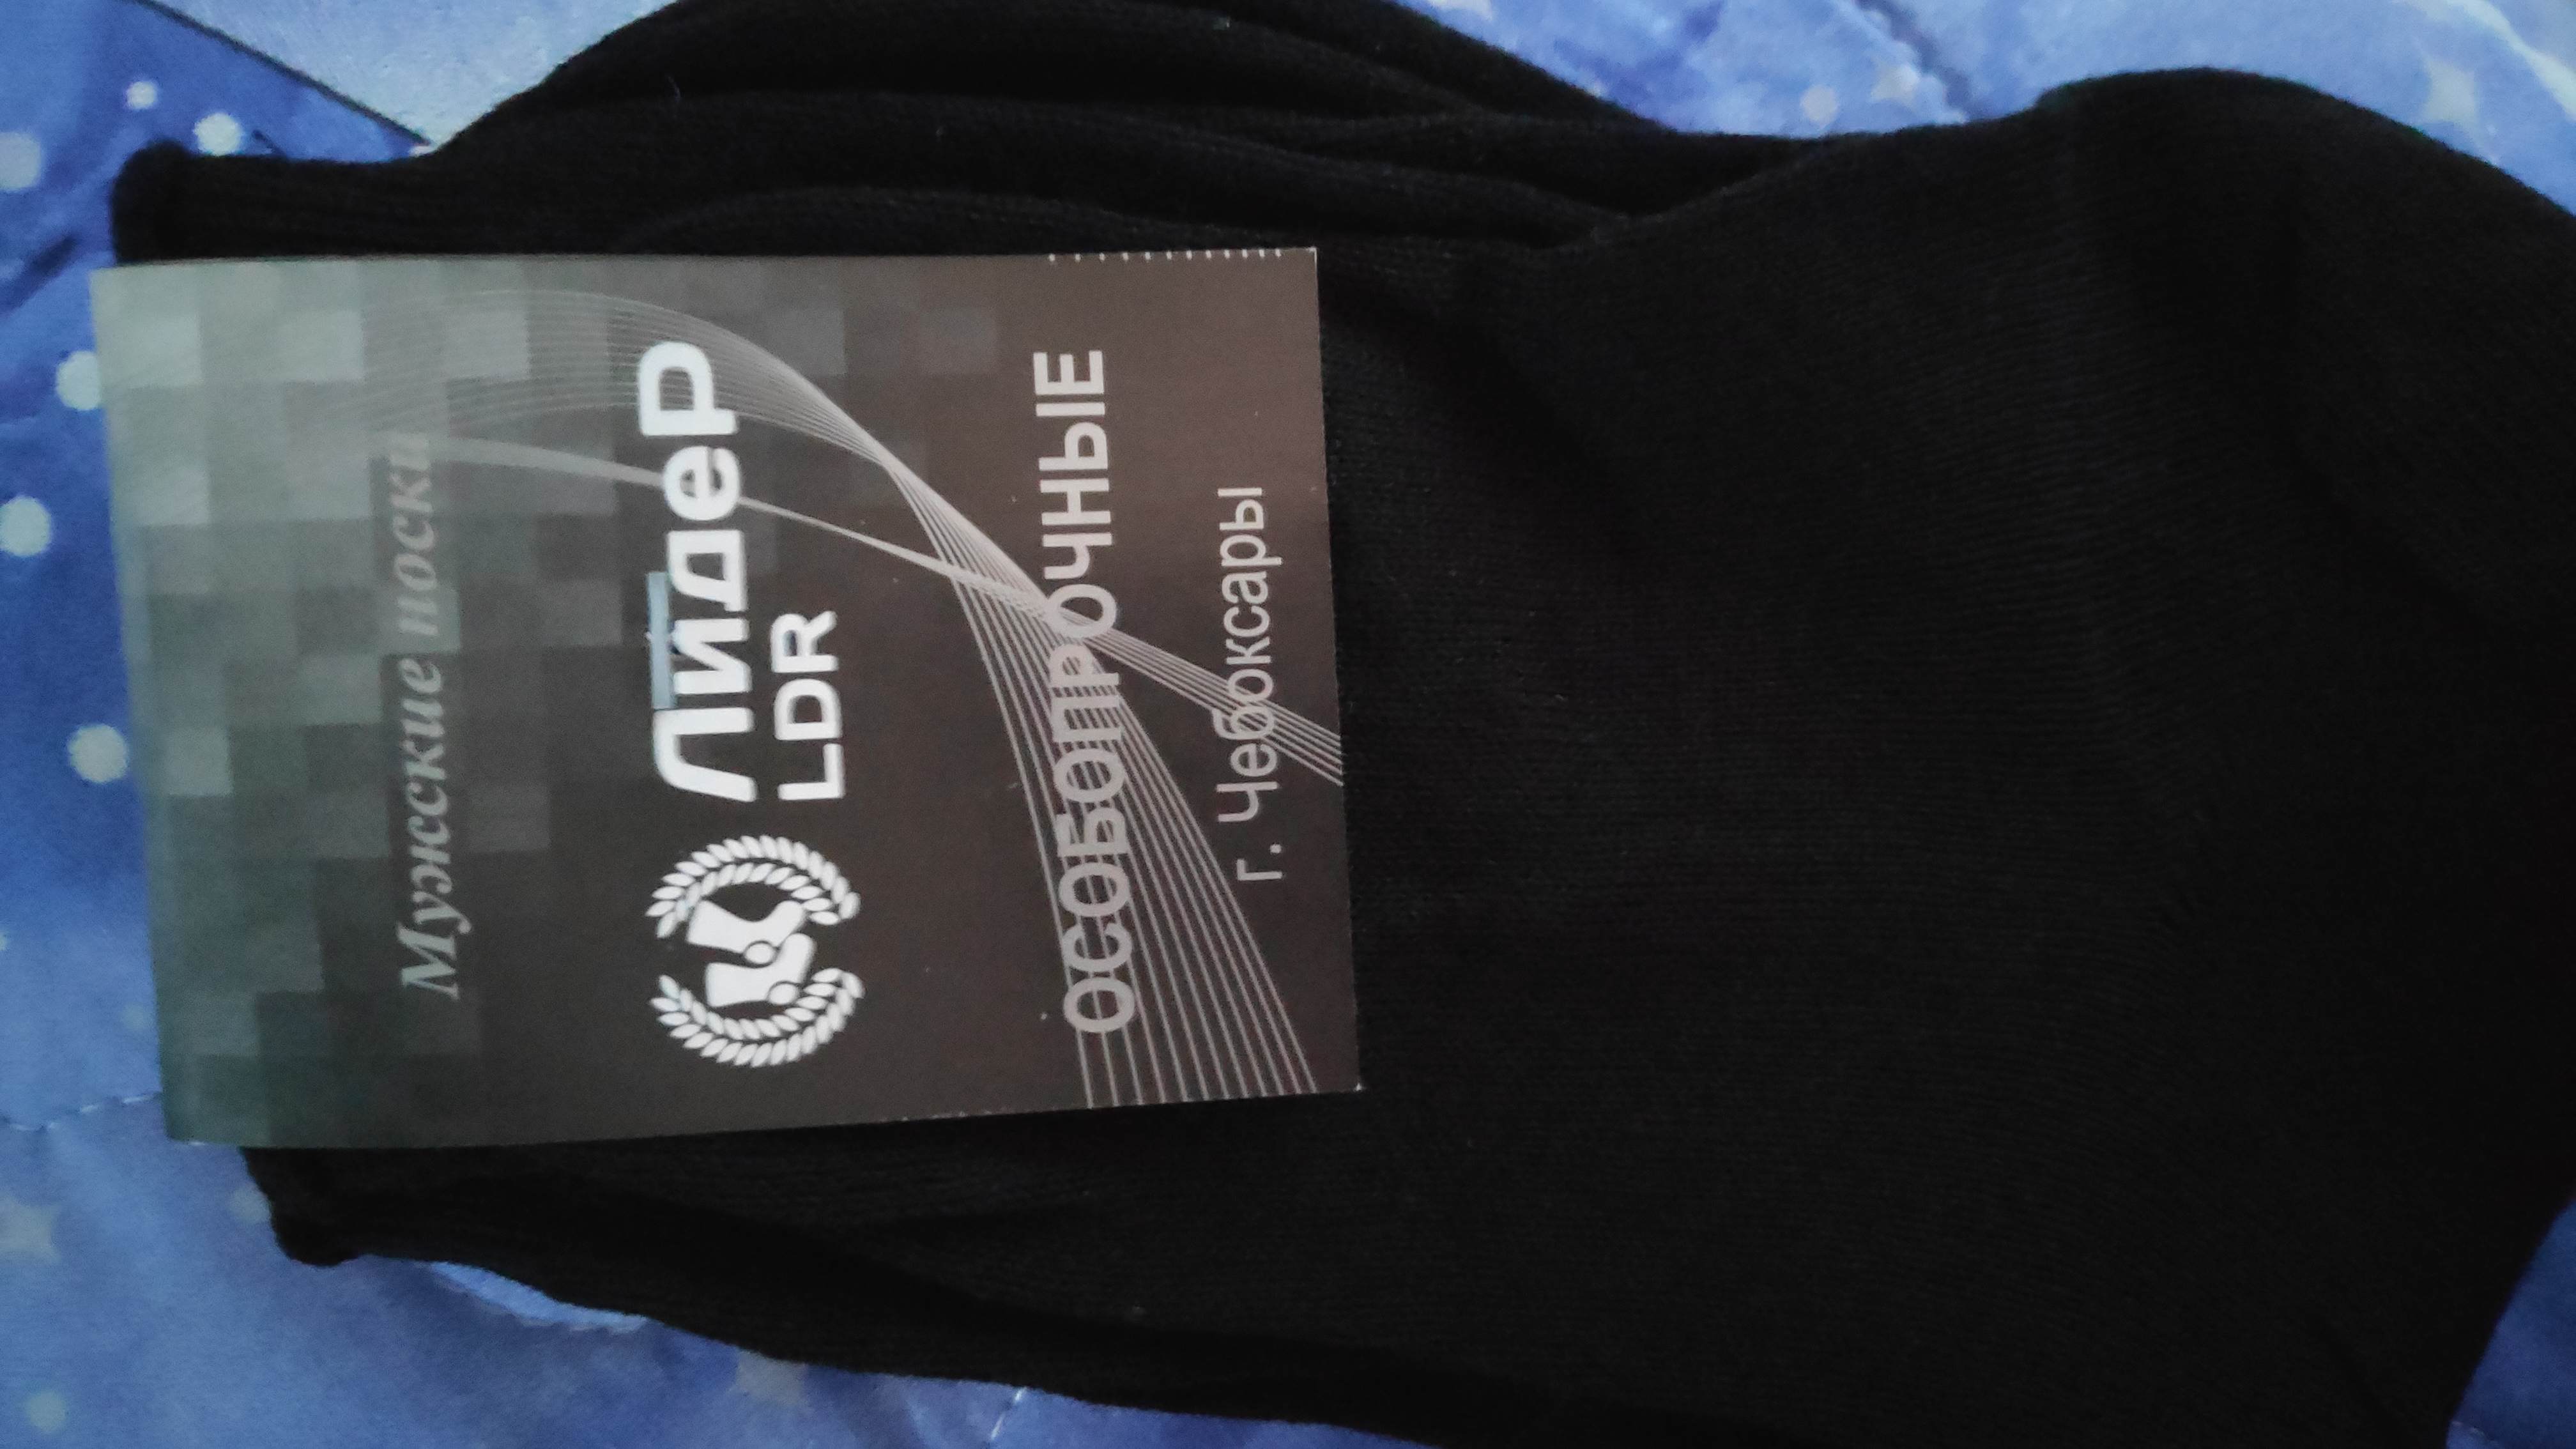 Мужские носки
Лидер
LDR
ОСОБОПРОЧНЫЕ
г. Чебоксары